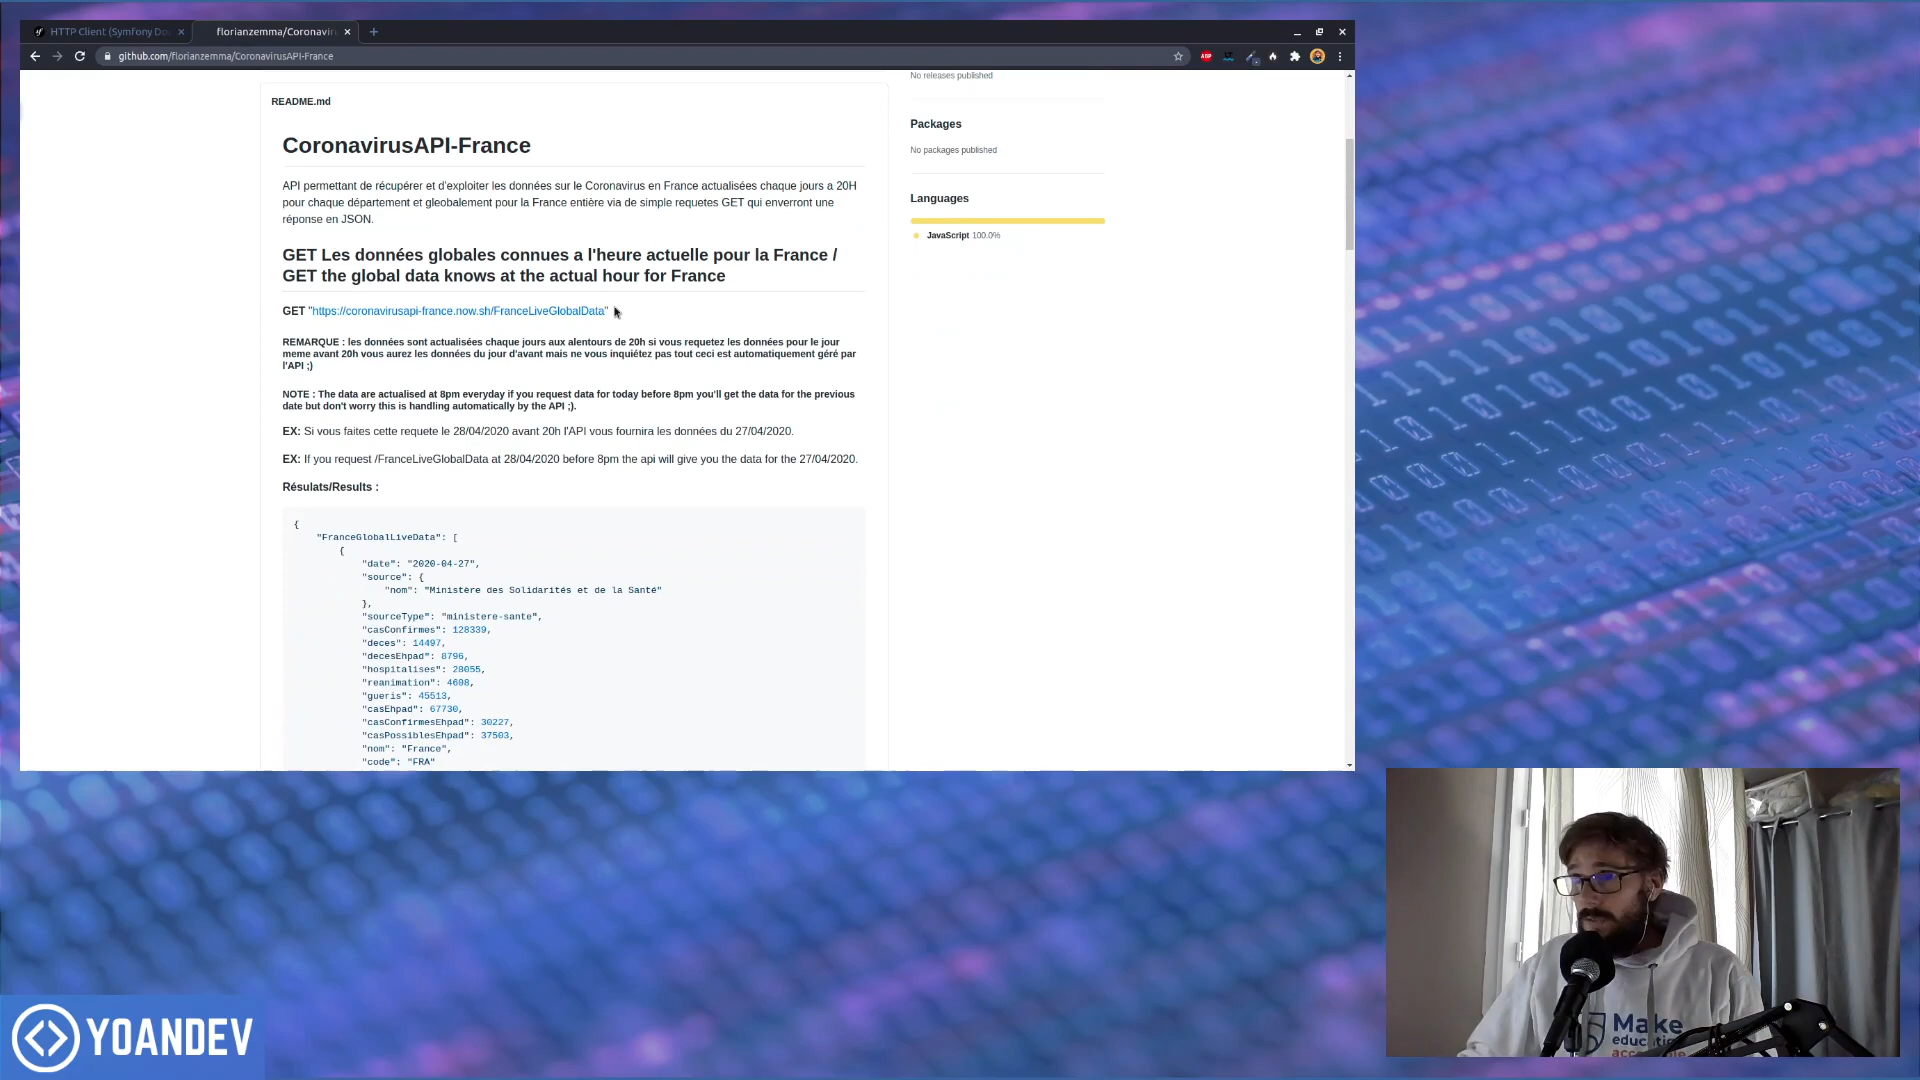 HTTP Client (Symfony Do
florianzemma/Coronaviru
github.com/florianzemma/CoronavirusAPI-France
ABP
No releases published
README.md
Packages
CoronavirusAPI-France
No packages published
API permettant de récupérer et d'exploiter les données sur le Coronavirus en France actualisées chaque jours a 20H
pour chaque département et gleobalement pour la France entière via de simple requetes GET qui enverront une
réponse en JSON.
Languages
JavaScript 100.0%
GET Les données globales connues a l'heure actuelle pour la France /
GET the global data knows at the actual hour for France
GET "https://coronavirusapi-france.now.sh/FranceLiveGlobalData"
REMARQUE : les données sont actualisées chaque jours aux alentours de 20h si vous requetez les données pour le jour
meme avant 20h vous aurez les données du jour d'avant mais ne vous inquiétez pas tout ceci est automatiquement géré par
l'API ;)
NOTE : The data are actualised at 8pm everyday if you request data for today before 8pm you'll get the data for the previous
date but don't worry this is handling automatically by the API ;).
EX: Si vous faites cette requete le 28/04/2020 avant 20h l'API vous fournira les données du 27/04/2020.
EX: If you request /FranceLiveGlobalData at 28/04/2020 before 8pm the api will give you the data for the 27/04/2020.
Résulats/Results :
{
"FranceGlobalLiveData": [
{
"date": "2020-04-27",
"source": {
"nom": "Ministère des Solidarités et de la Santé"
},
"sourceType": "ministere-sante",
"casConfirmes": 128339,
"deces": 14497,
"decesEhpad": 8796,
"hospitalises": 28055,
"reanimation": 4608,
"gueris": 45513,
"casEhpad": 67730,
"casConfirmesEhpad": 30227,
"casPossiblesEhpad": 37503,
"nom": "France",
"code": "FRA"
YOANDEV
Make